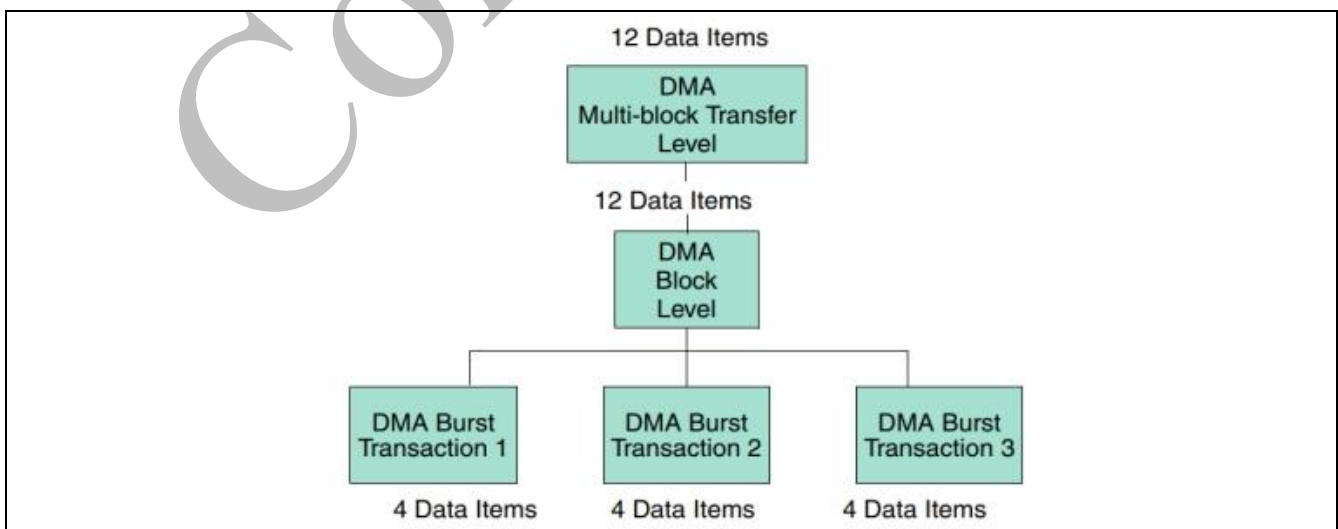 12 Data Items
DMA
Multi-block Transfer
Level
12 Data Items
DMA
Block
Level
DMA Burst
Transaction 1
DMA Burst
Transaction 2
DMA Burst
Transaction 3
4 Data Items
4 Data Items
4 Data Items